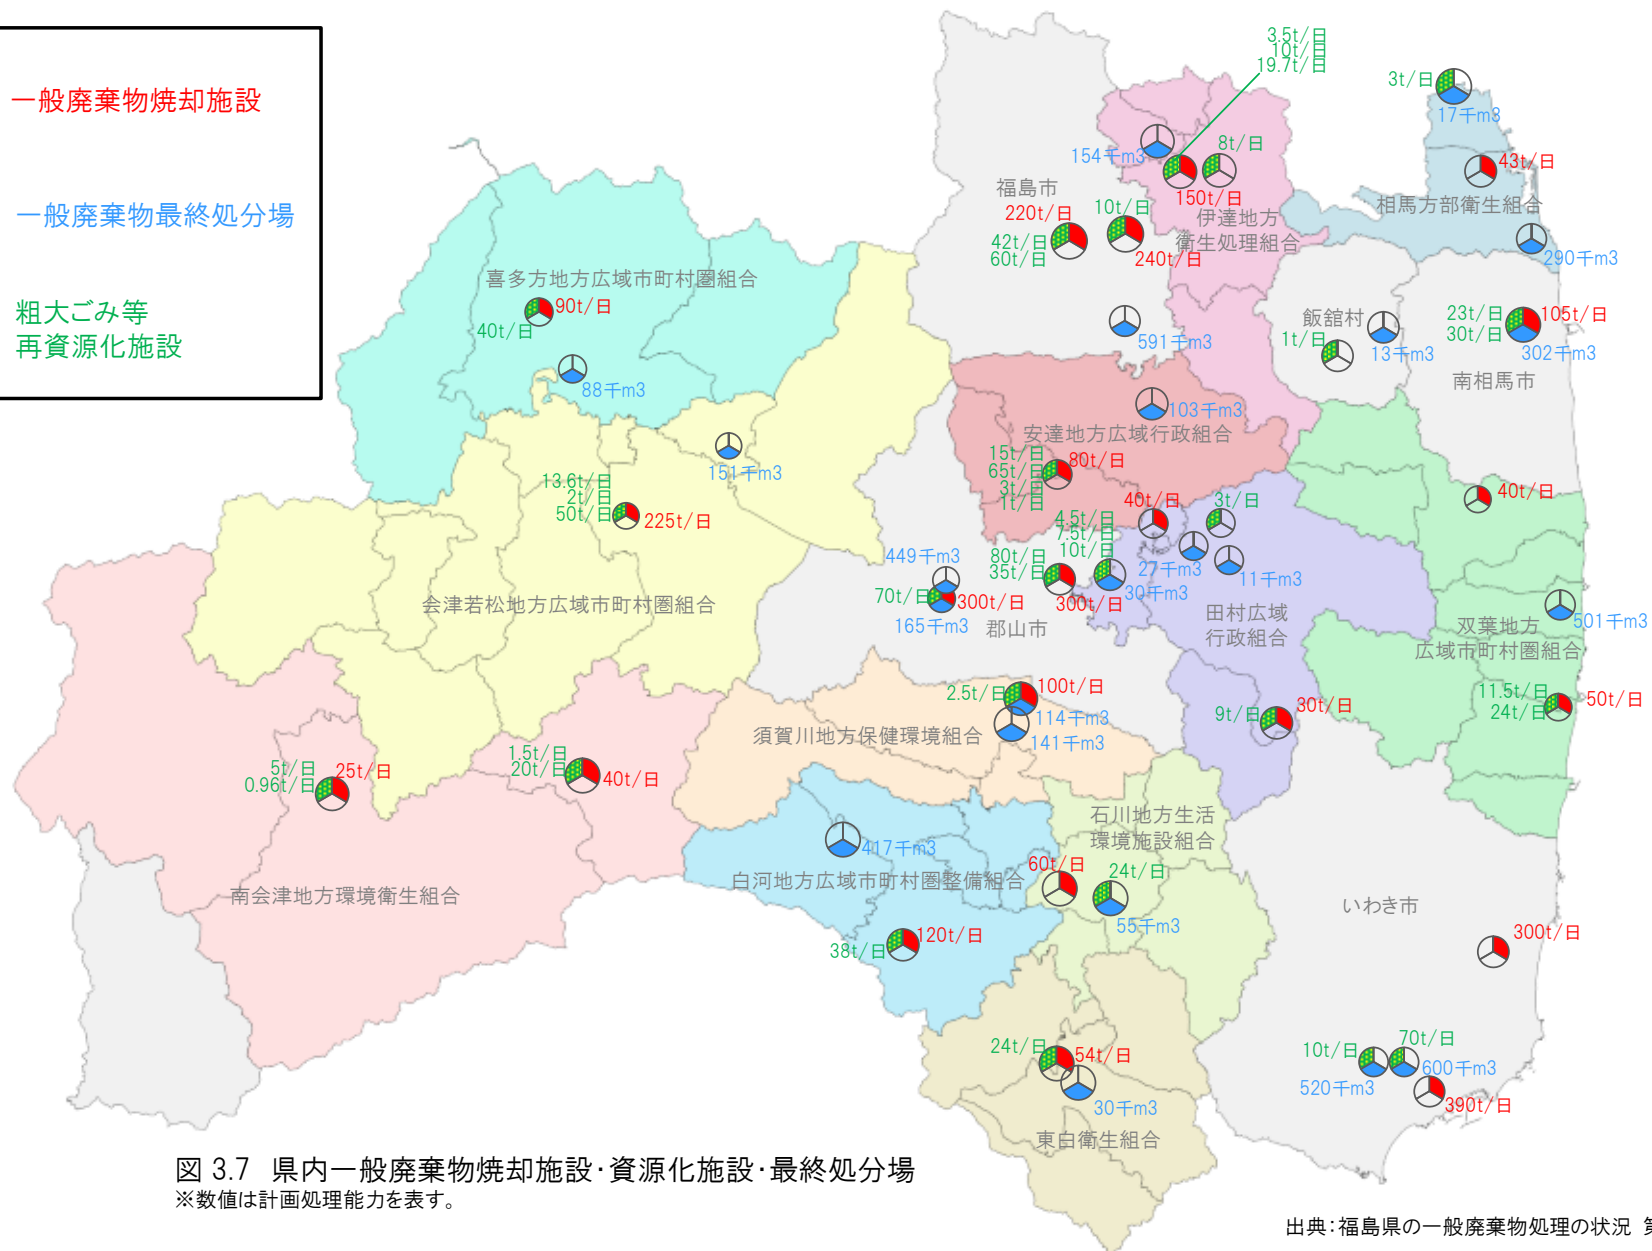 一般廃棄物焼却施設
一般廃棄物最終処分場
粗大ごみ等
再資源化施設
3.5t/日
10t/日
19.7t/日
3t/日
17千m3
154千m3
8t/日
43t/日
福島市
150t/日
220t/日
10t/日
伊達地方
衛生処理組合
相馬方部衛生組合
42t/日
60t/日
240t/日
290千m3
喜多方地方広域市町村圏組合
90t/日
40t/日
591千m3
飯舘村
1t/日
13千m3
23t/日
30t/日
105t/日
302千m3
南相馬市
88千m3
103千m3
安達地方広域行政組合
151千m3
15t/日
65t/日
3t/日
1t/日
80t/日
13.6t/日
2t/日
50t/日
225t/日
40t/日
3t/日
40t/日
4.5t/日
7.5t/日
10t/日
449千m3
80t/日
35t/日
27千m3
11千m3
70t/日
300t/日
300t/日
30千m3
165千m3
郡山市
会津若松地方広域市町村圏組合
田村広域
行政組合
双葉地方
広域市町村圏組合
501千m3
2.5t/日
100t/日
114千m3
141千m3
須賀川地方保健環境組合
9t/日
30t/日
11.5t/日
24t/日
50t/日
5t/日
0.96t/日
25t/日
1.5t/日
20t/日
40t/日
石川地方生活
環境施設組合
417千m3
60t/日
24t/日
白河地方広域市町村圏整備組合
55千m3
南会津地方環境衛生組合
いわき市
38t/日
120t/日
300t/日
24t/日
54t/日
30千m3
東白衛生組合
10t/日
70t/日
520千m3
600千m3
390t/日
図 3.7 県内一般廃棄物焼却施設・資源化施設・最終処分場
※数値は計画処理能力を表す。
出典：福島県の一般廃棄物処理の状況 第